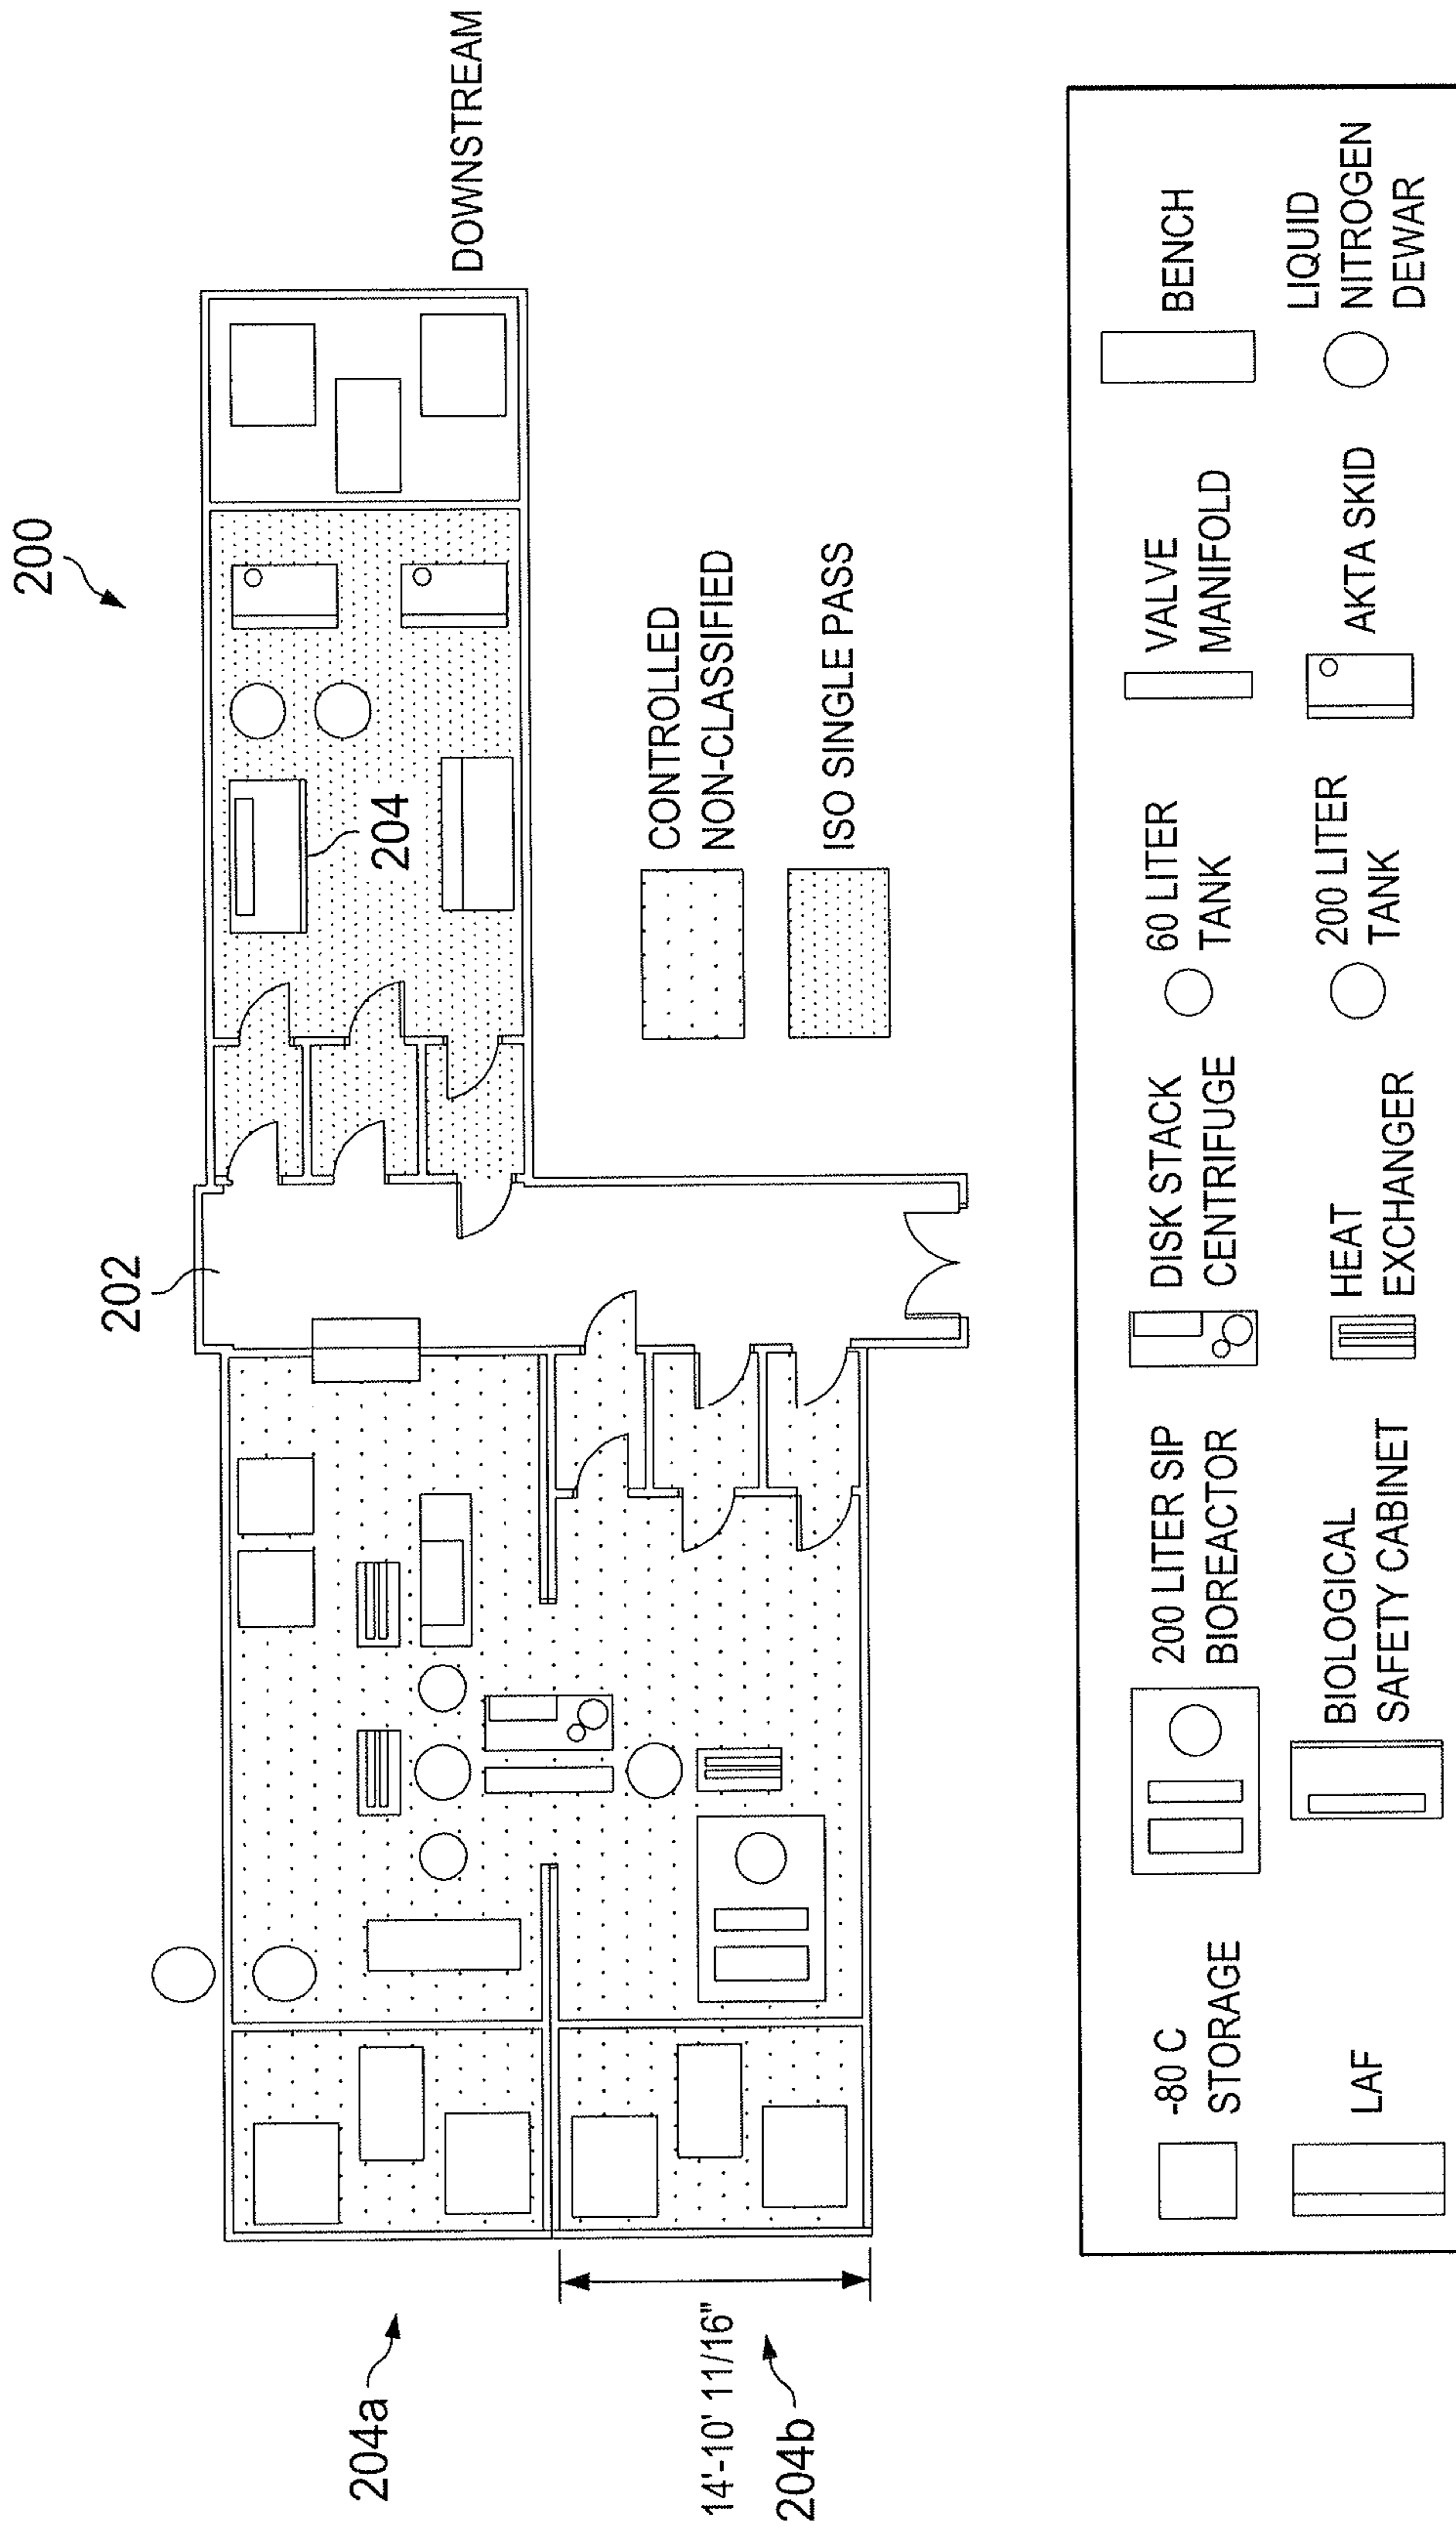 200
202
DOWNSTREAM
204
204a
14'-10' 11/16"
204b
CONTROLLED
NON-CLASSIFIED
ISO SINGLE PASS
-80 C
STORAGE
200 LITER SIP
BIOREACTOR
DISK STACK
CENTRIFUGE
60 LITER
TANK
VALVE
MANIFOLD
BENCH
LAF
BIOLOGICAL
SAFETY CABINET
HEAT
EXCHANGER
200 LITER
TANK
AKTA SKID
LIQUID
NITROGEN
DEWAR